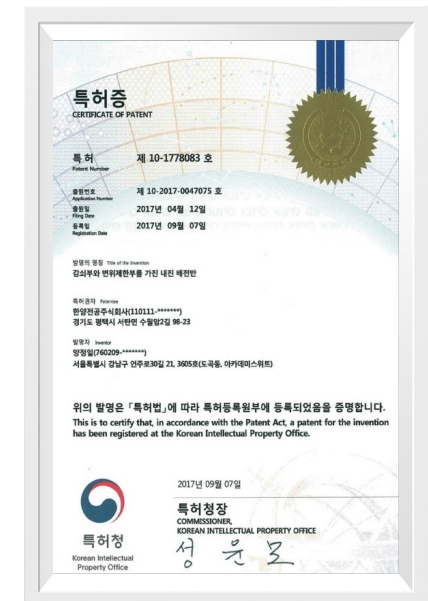 특허증
CERTIFICATE OF PATENT
특 허 제 10-1778083 호
Patent Number
출원번호 제 10-2017-0047075 호
Application Number
출원일 2017년 04월 12일
Filing Date
등록일 2017년 09월 07일
Registration Date
발명의 명칭 Title of the Invention
감쇠부와 변위제한부를 가진 내진 배전반
특허권자 Patentee
한양전공주식회사(110111-*******)
경기도 평택시 서탄면 수월암2길 98-23
발명자 Inventor
양정일(760209-*******)
서울특별시 강남구 언주로30길 21, 3605호(도곡동, 아카데미스위트)
위의 발명은 「특허법」에 따라 특허등록원부에 등록되었음을 증명합니다.
This is to certify that, in accordance with the Patent Act, a patent for the invention
has been registered at the Korean Intellectual Property Office.
2017년 09월 07일
특허청장
COMMISSIONER,
KOREAN INTELLECTUAL PROPERTY OFFICE
성 윤 모
특허청
Korean Intellectual
Property Office